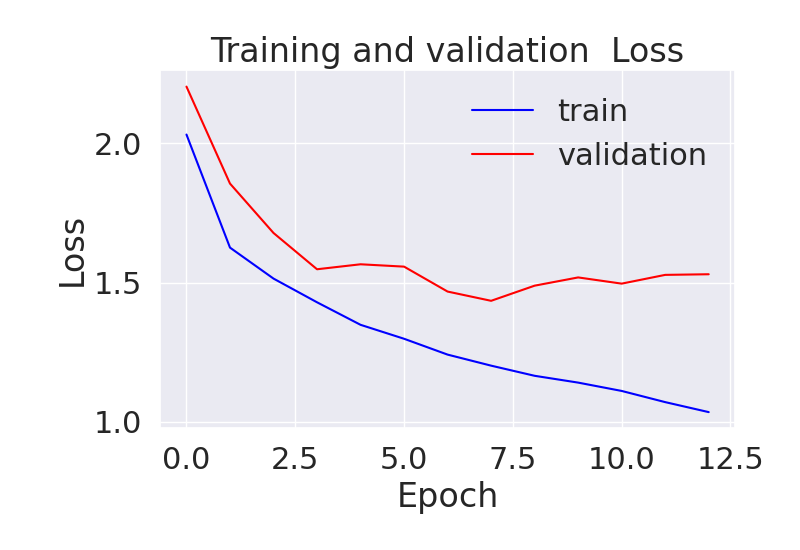 Training and validation  Loss
train
validation
Loss
2.0
1.5
1.0
0.0 2.5 5.0 7.5 10.0 12.5
Epoch